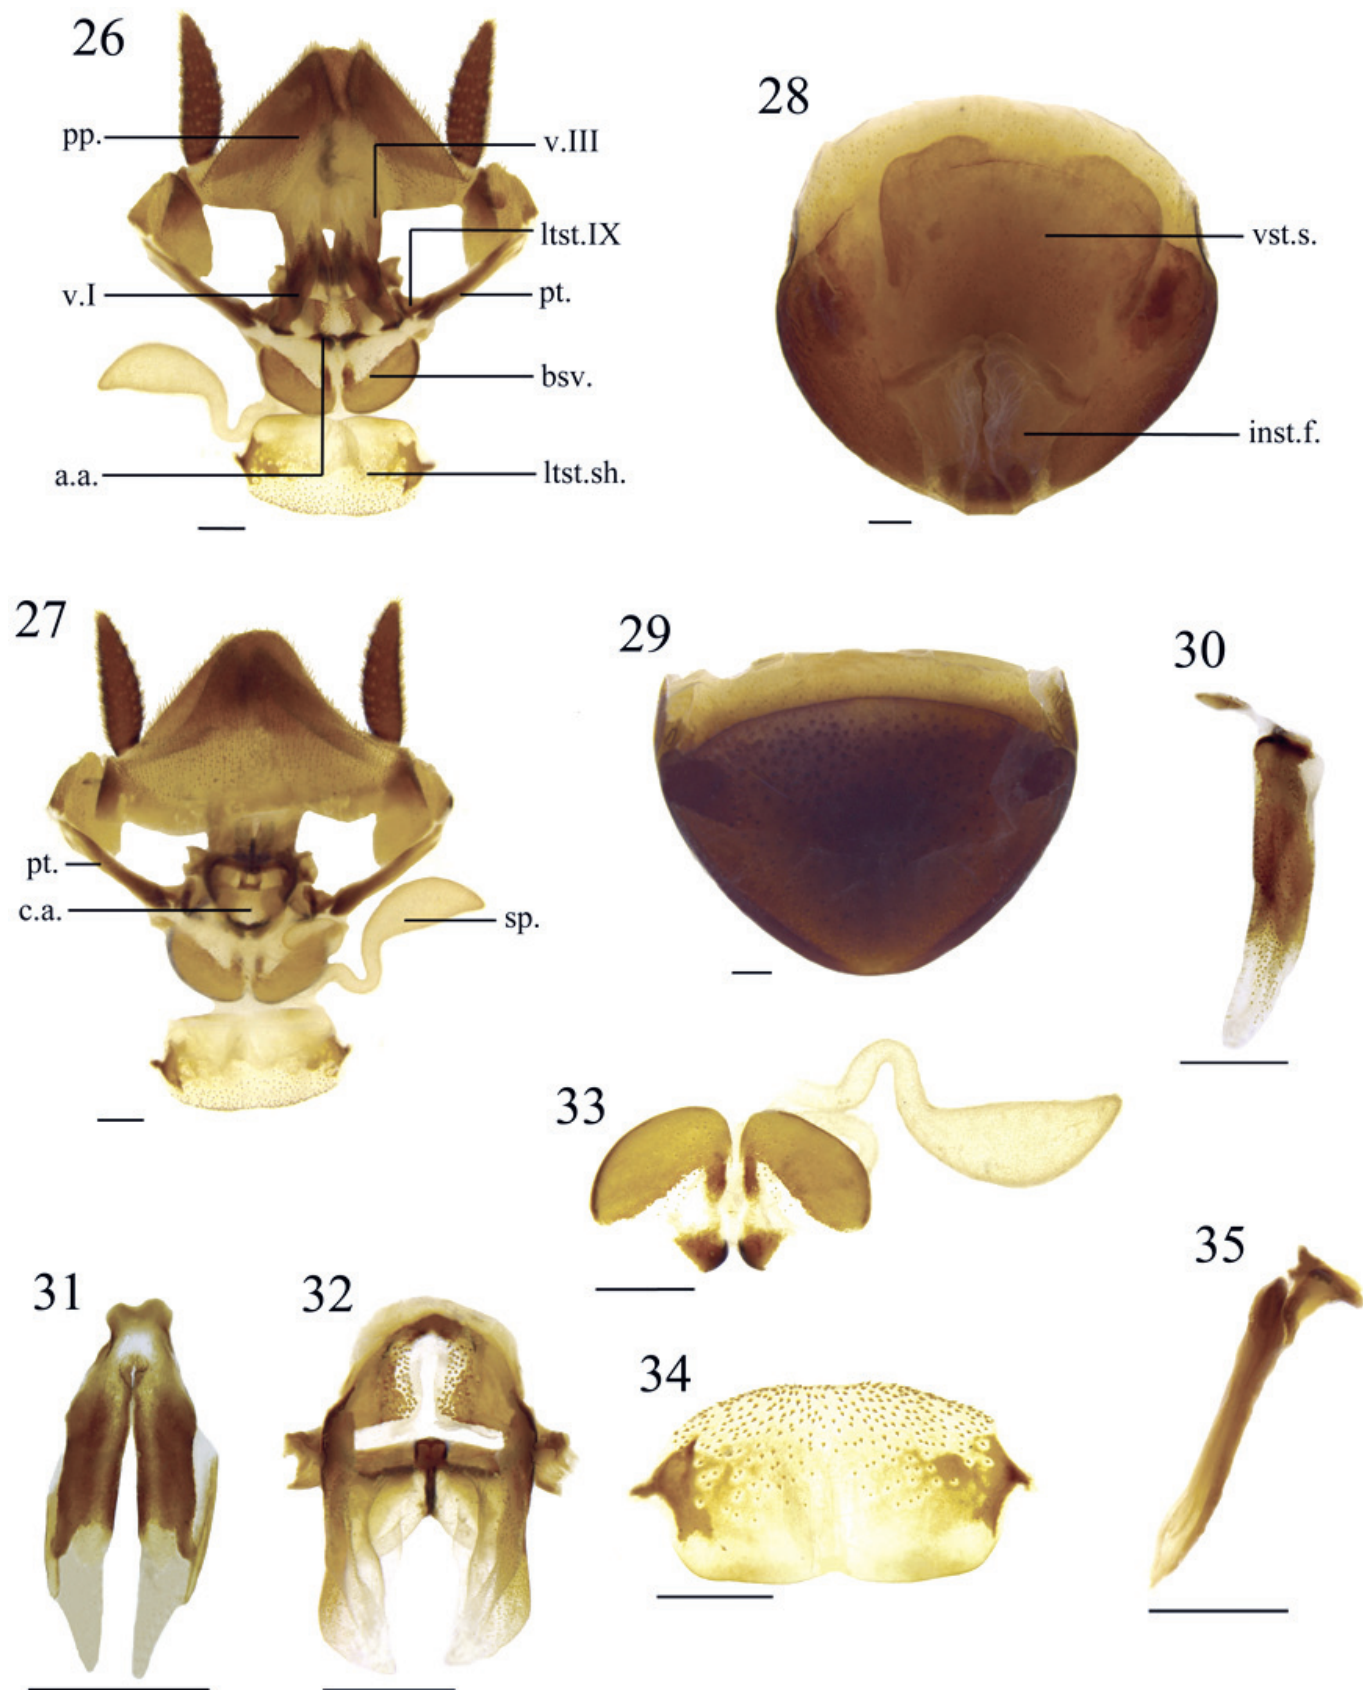 26
pp.
v.III
ltst.IX
v.I
pt.
bsv.
a.a.
ltst.sh.
28
vst.s.
inst.f.
27
pt.
c.a.
sp.
29
30
33
31
32
34
35